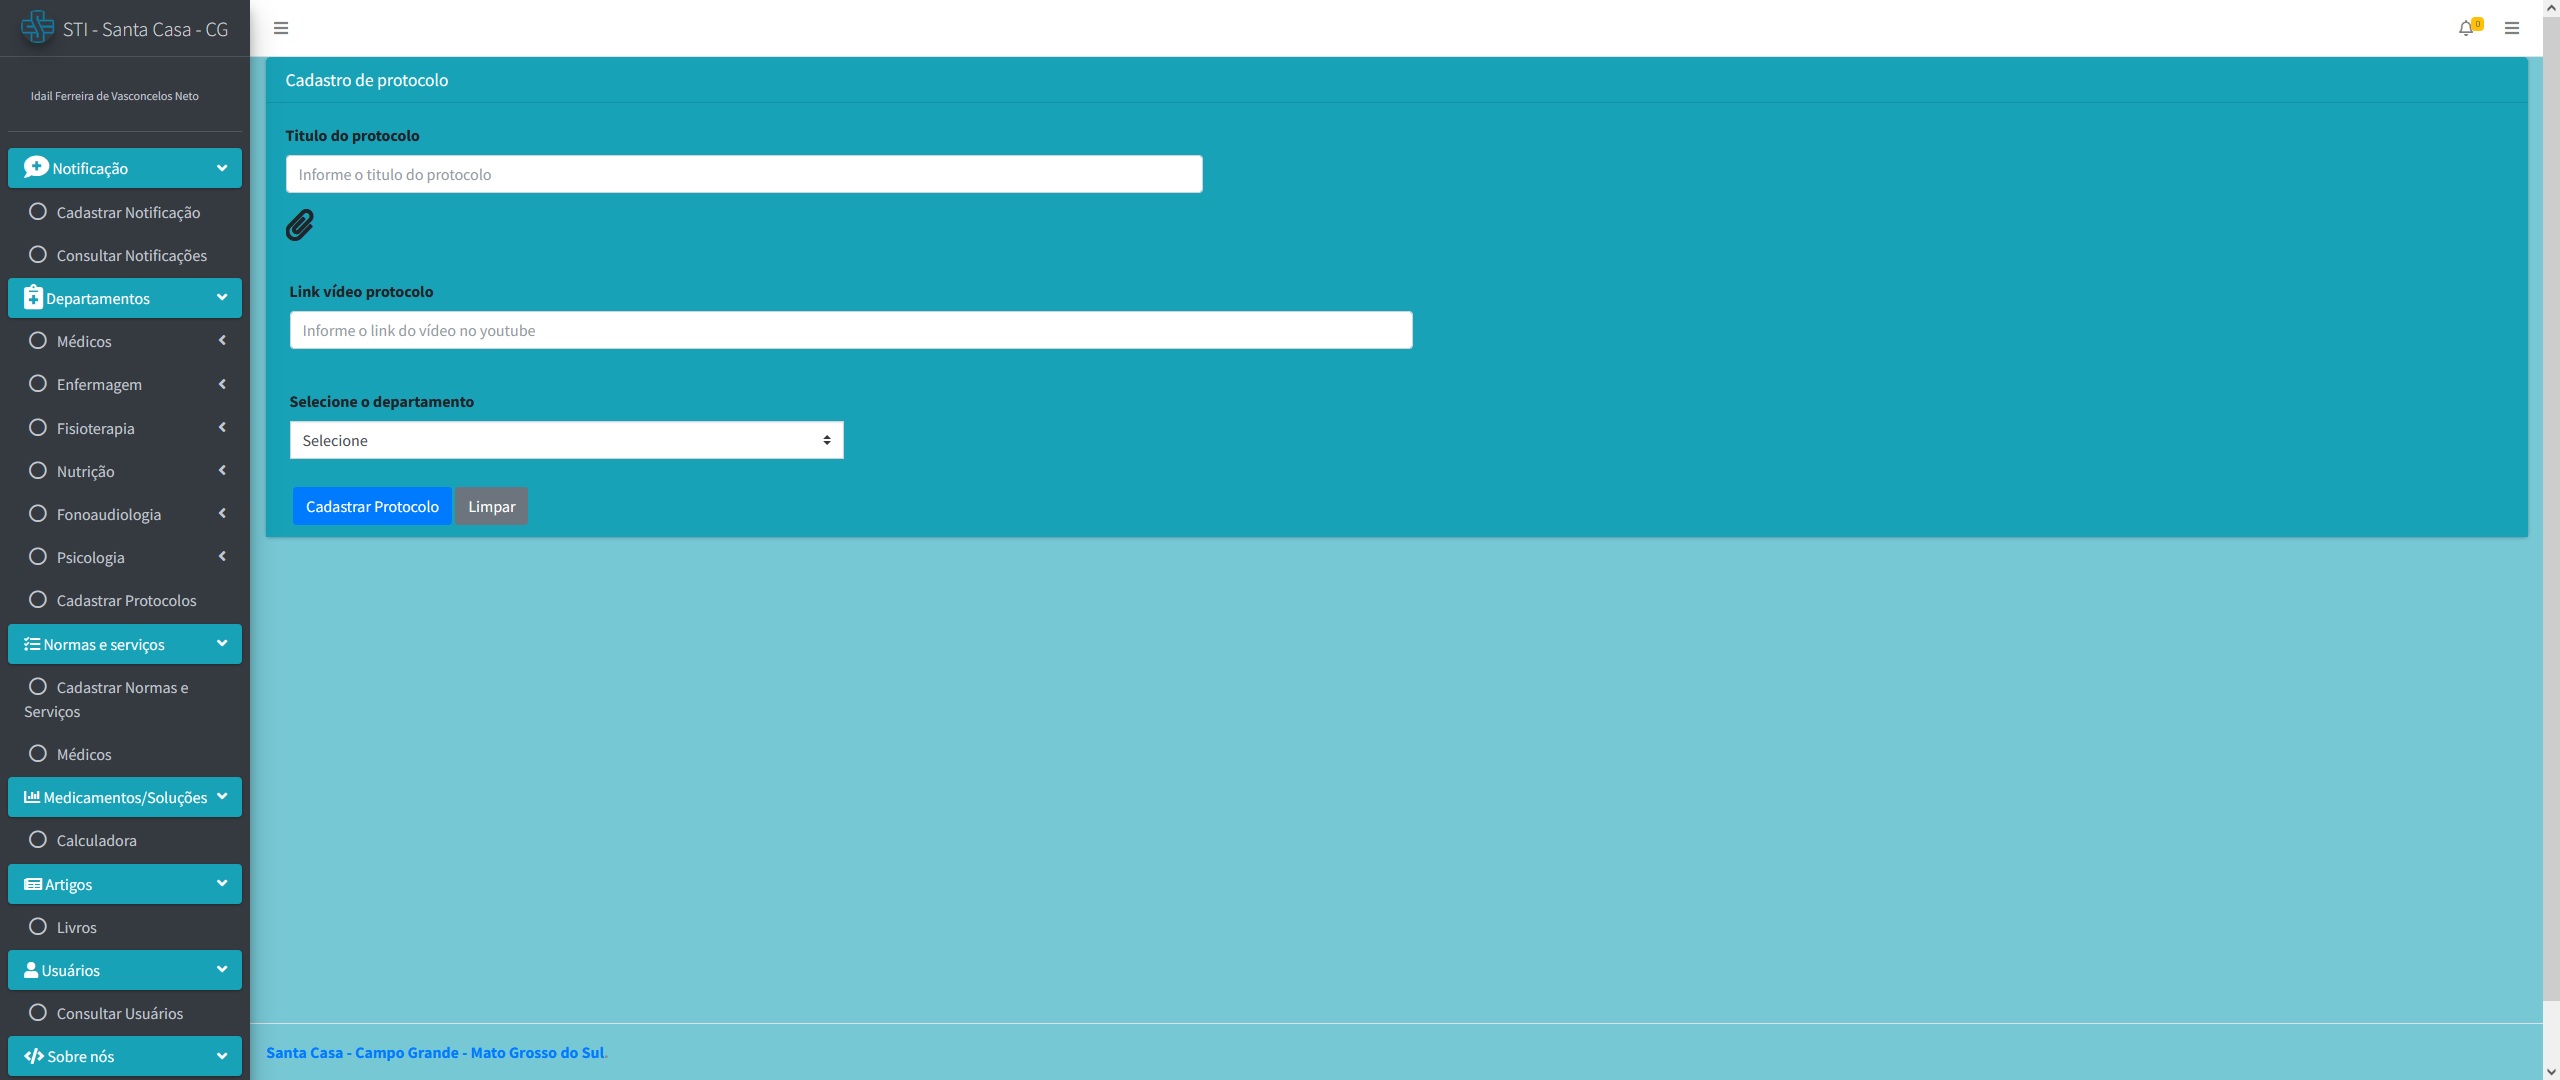 STI - Santa Casa - CG
0
Idail Ferreira de Vasconcelos Neto
Notificação
Cadastrar Notificação
Consultar Notificações
Departamentos
Médicos
Enfermagem
Fisioterapia
Nutrição
Fonoaudiologia
Psicologia
Cadastrar Protocolos
Normas e serviços
Cadastrar Normas e
Serviços
Médicos
Medicamentos/Soluções
Calculadora
Artigos
Livros
Usuários
Consultar Usuários
Sobre nós
Cadastro de protocolo
Titulo do protocolo
Informe o titulo do protocolo
Link vídeo protocolo
Informe o link do vídeo no youtube
Selecione o departamento
Selecione
Cadastrar Protocolo Limpar
Santa Casa - Campo Grande - Mato Grosso do Sul.